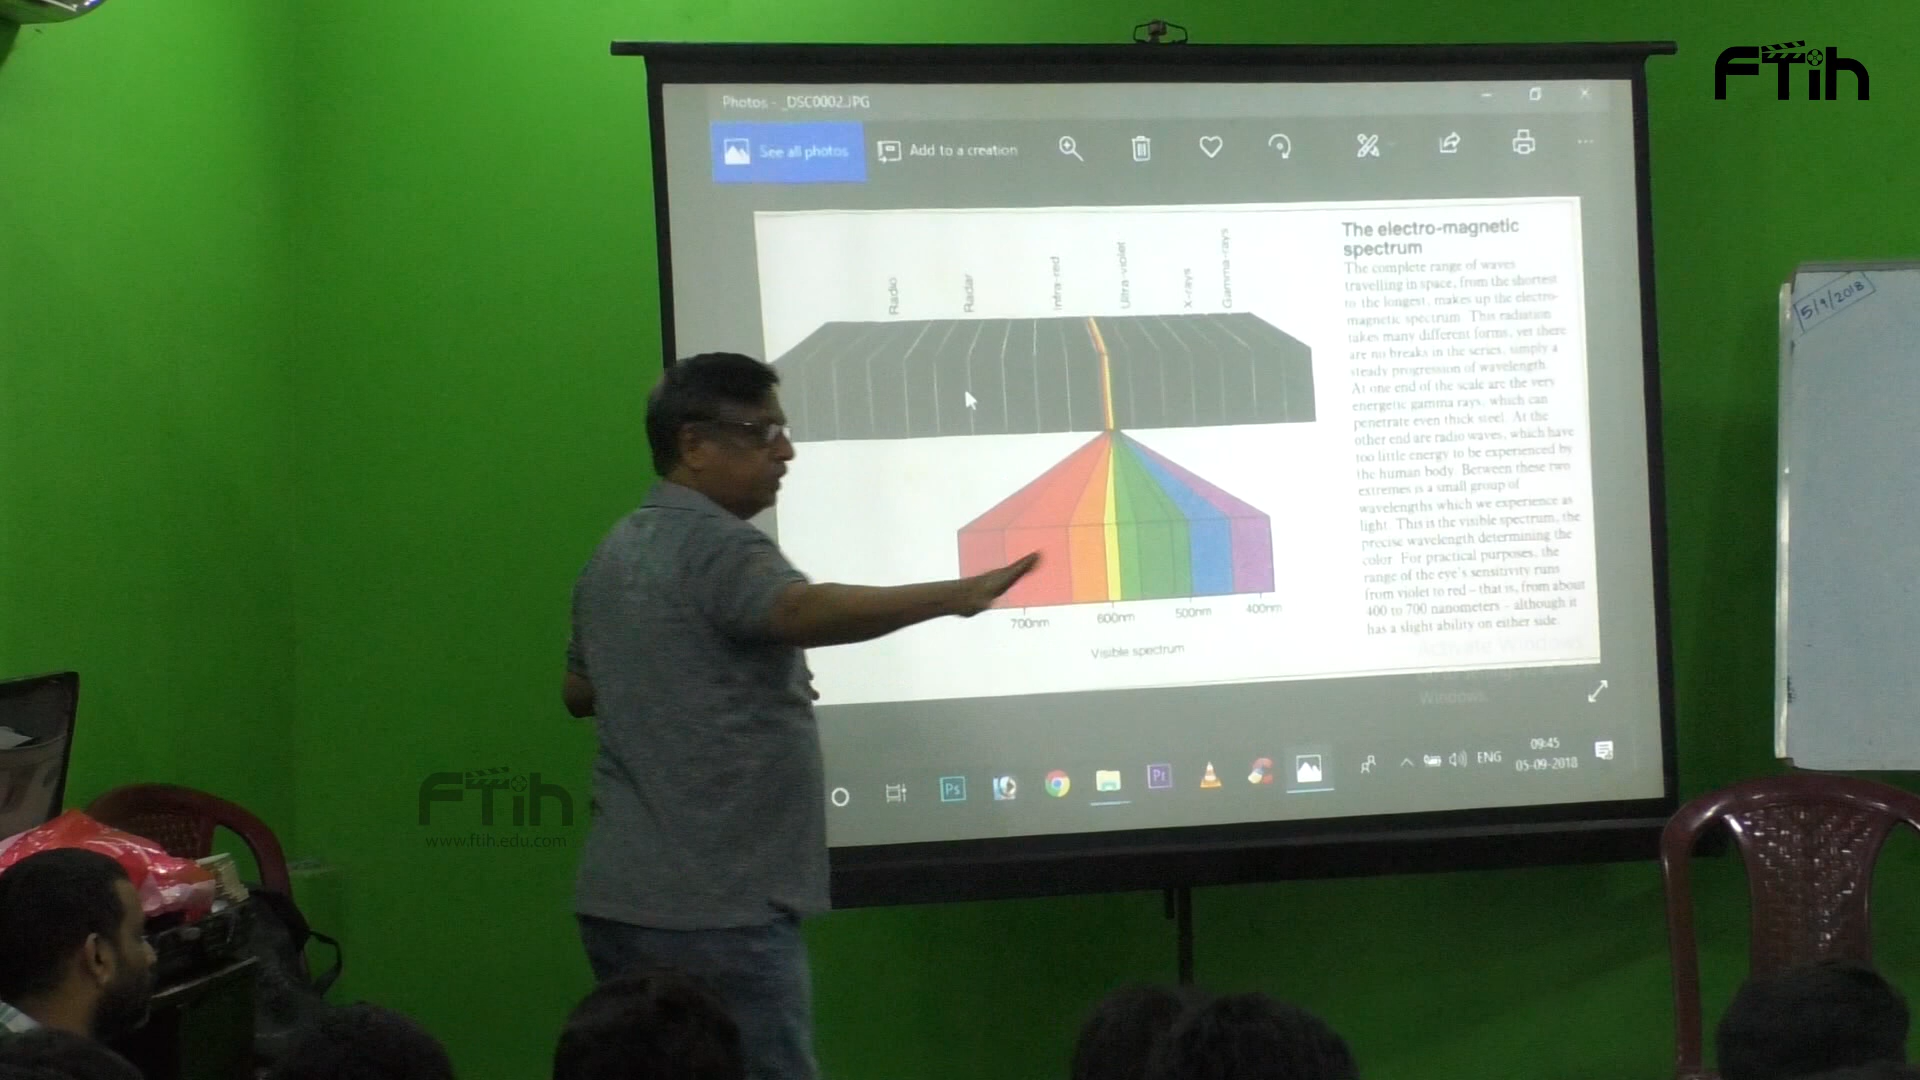 FTih
Photos - _DSC0002.JPG
See all photos
Add to a creation
Radio
Radar
Infra-red
Ultra-violet
X-rays
Gamma-rays
700nm
600nm
500nm
400nm
Visible spectrum
The electro-magnetic
spectrum
The complete range of waves
travelling in space, from the shortest
to the longest, makes up the electro-
magnetic spectrum. This radiation
takes many different forms, yet there
are no breaks in the series, simply a
steady progression of wavelength.
At one end of the scale are the very
energetic gamma rays, which can
penetrate even thick steel. At the
other end are radio waves, which have
too little energy to be experienced by
the human body. Between these two
extremes is a small group of
wavelengths which we experience as
light. This is the visible spectrum, the
precise wavelength determining the
color. For practical purposes, the
range of the eye's sensitivity runs
from violet to red – that is, from about
400 to 700 nanometers – although it
has a slight ability on either side.
Activate Windows
Windows.
Ps
Pr
ENG
09:45
05-09-2018
5/9/2018
FTih
www.ftih.edu.com